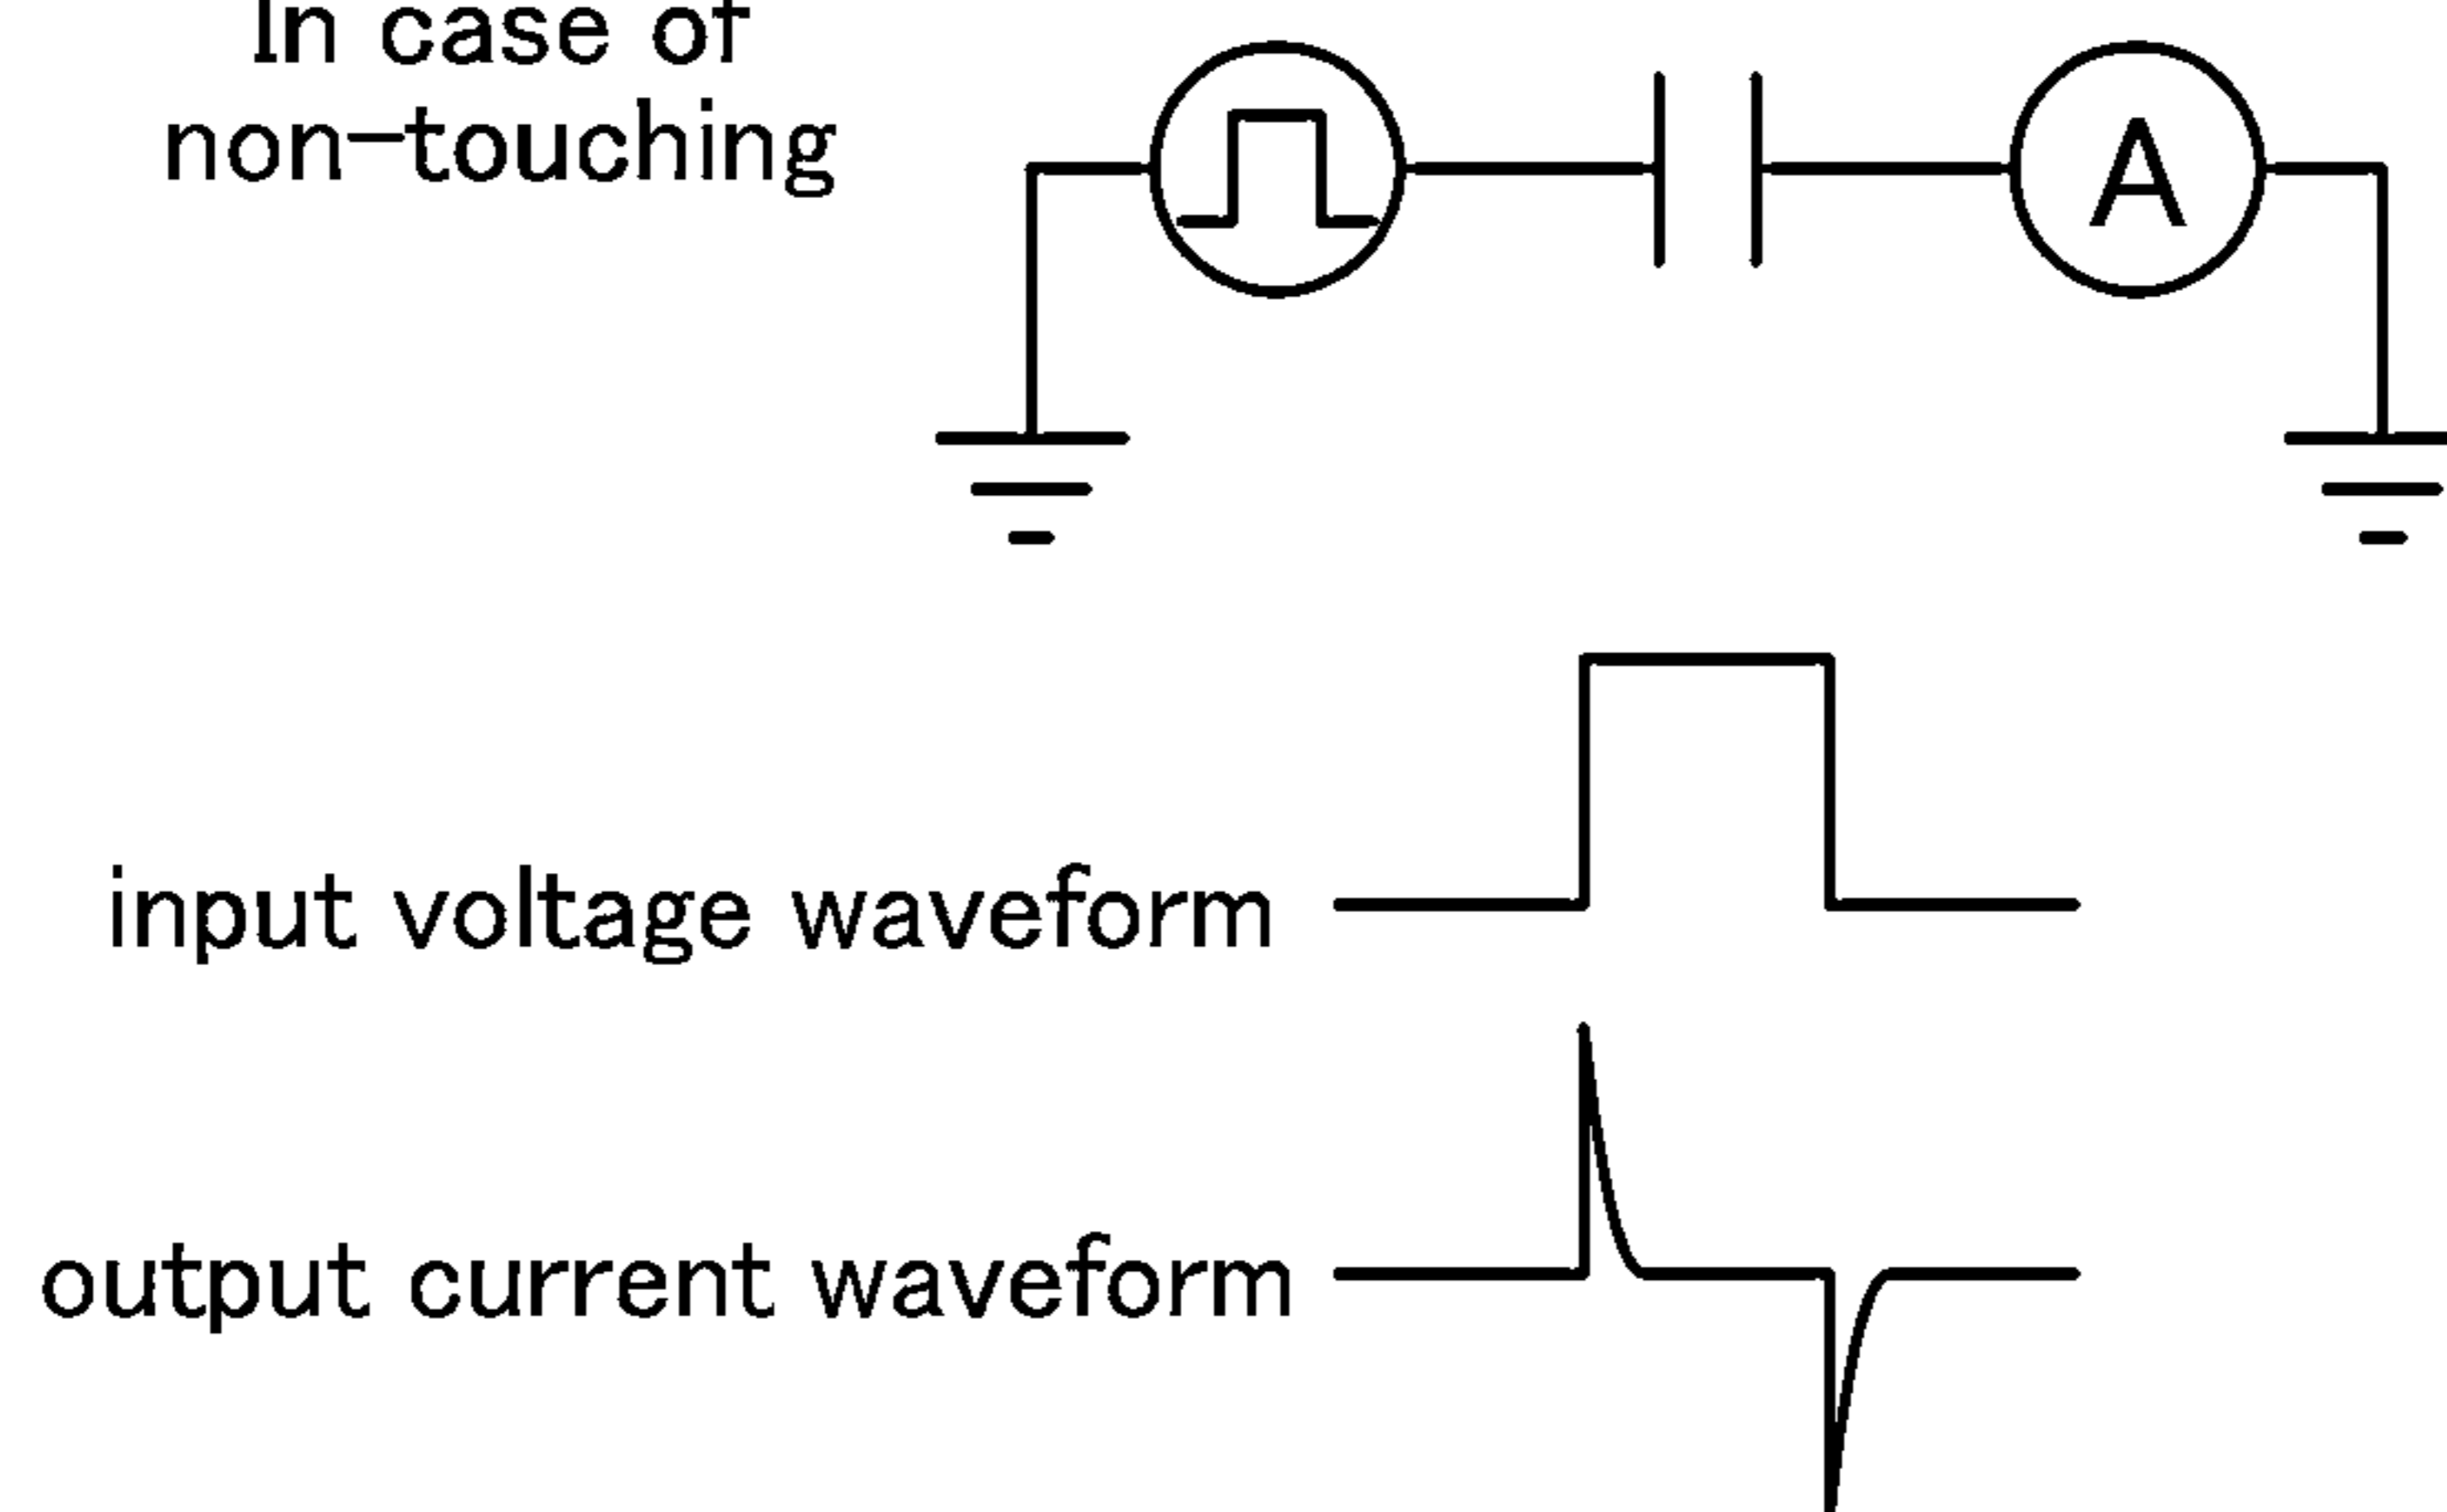 In case of
non-touching
A
input voltage waveform
output current waveform